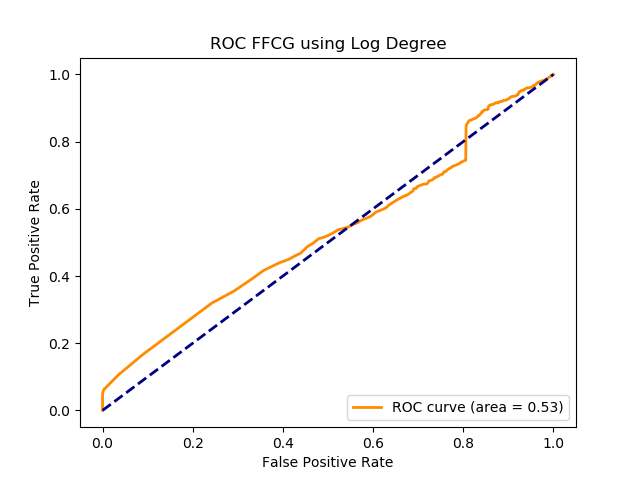 ROC FFCG using Log Degree
1.0
0.8
0.6
0.4
0.2
0.0
True Positive Rate
ROC curve (area = 0.53)
0.0 0.2 0.4 0.6 0.8 1.0
False Positive Rate